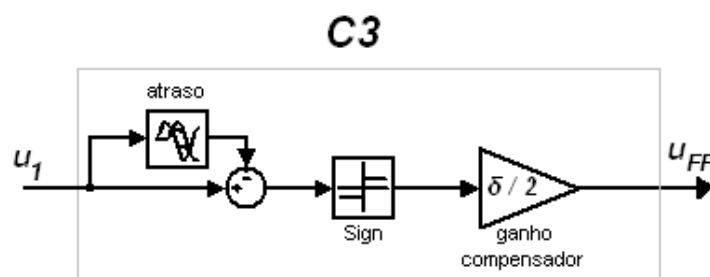 C3
atraso
u1
uFF
+
-
δ / 2
Sign
ganho
compensador